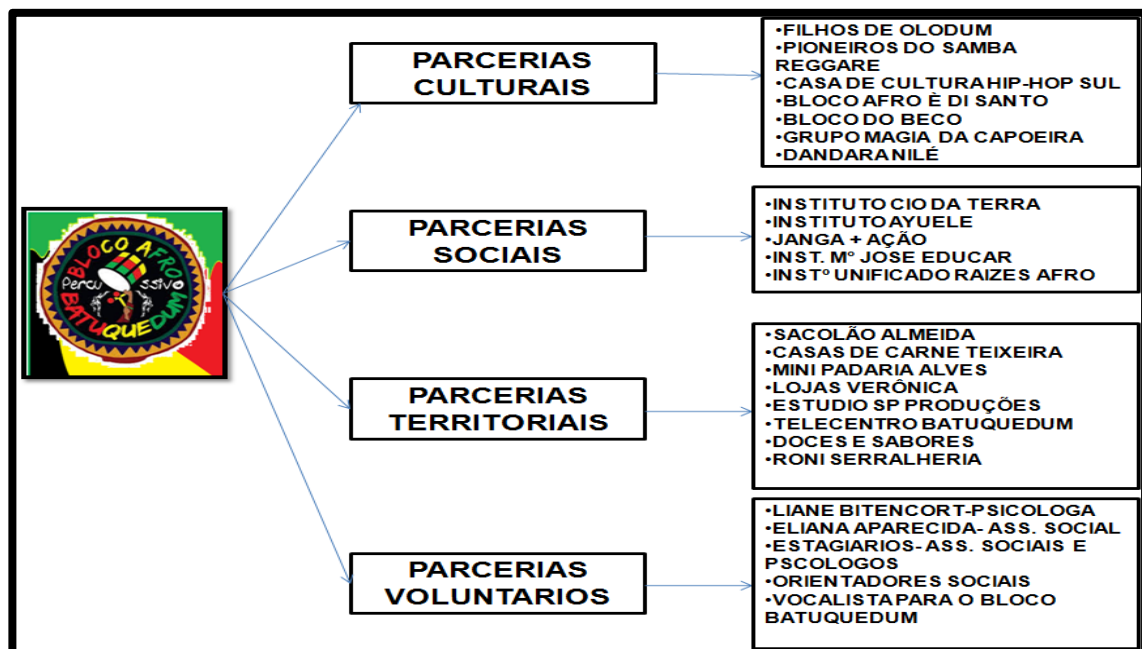 BLOCO AFRO
Percu ssivo
BATUQUEDUM
PARCERIAS
CULTURAIS
•FILHOS DE OLODUM
•PIONEIROS DO SAMBA
REGGARE
•CASA DE CULTURA HIP-HOP SUL
•BLOCO AFRO È DI SANTO
•BLOCO DO BECO
•GRUPO MAGIA DA CAPOEIRA
•DANDARA NILÉ
PARCERIAS
SOCIAIS
•INSTITUTO CIO DA TERRA
•INSTITUTO AYUELE
•JANGA + AÇÃO
•INST. Mº JOSE EDUCAR
•INSTº UNIFICADO RAIZES AFRO
PARCERIAS
TERRITORIAIS
•SACOLÃO ALMEIDA
•CASAS DE CARNE TEIXEIRA
•MINI PADARIA ALVES
•LOJAS VERÔNICA
•ESTUDIO SP PRODUÇÕES
•TELECENTRO BATUQUEDUM
•DOCES E SABORES
•RONI SERRALHERIA
PARCERIAS
VOLUNTARIOS
•LIANE BITENCORT-PSICOLOGA
•ELIANA APARECIDA- ASS. SOCIAL
•ESTAGIARIOS- ASS. SOCIAIS E
PSCOLOGOS
•ORIENTADORES SOCIAIS
•VOCALISTA PARA O BLOCO
BATUQUEDUM